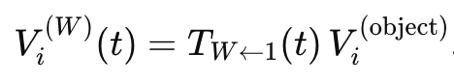 V_i^{(W)}(t) = T_{W←1}(t) V_i^{(object)}.